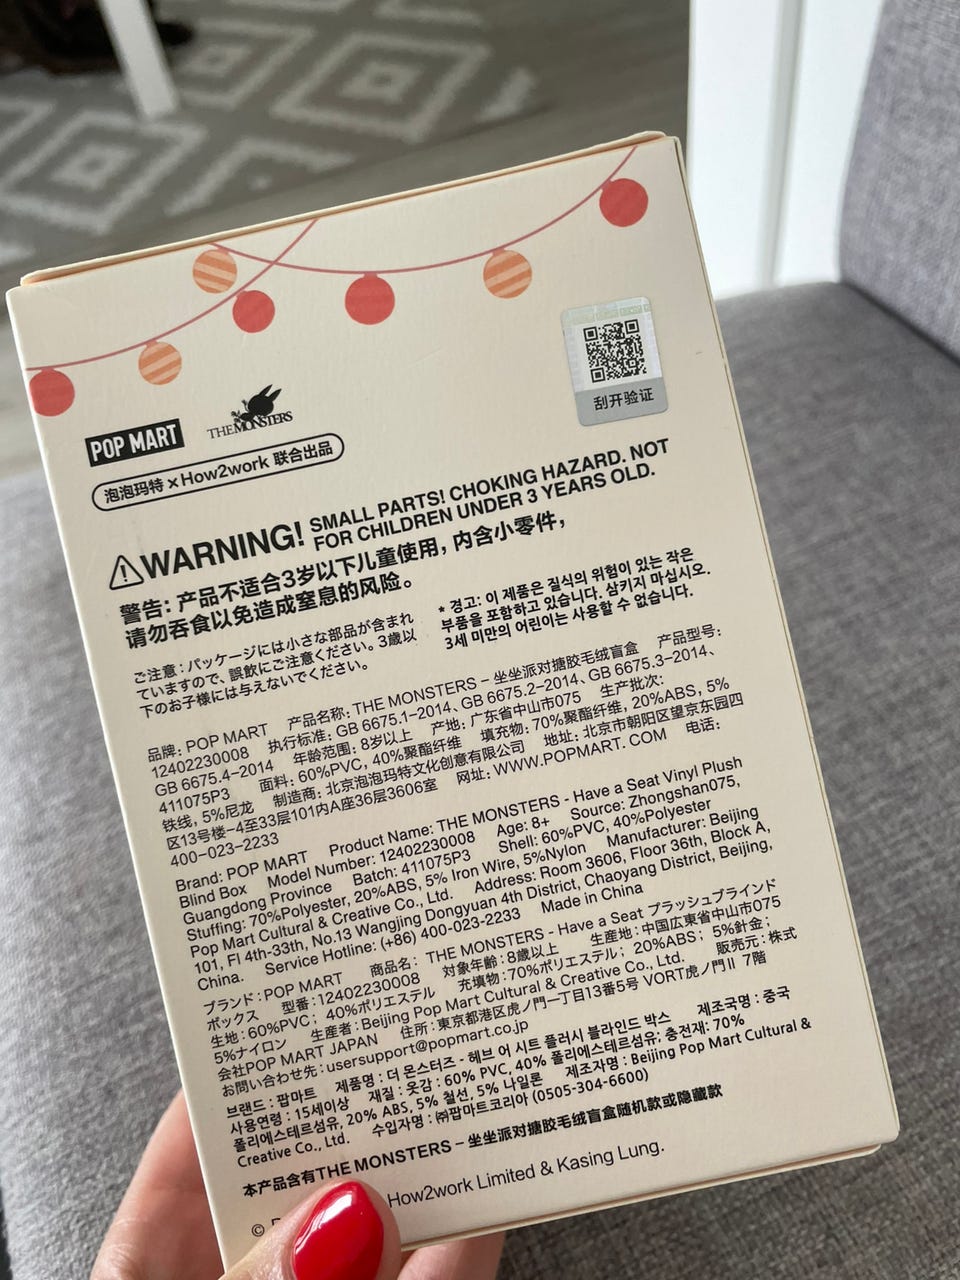 刮开验证
POP MART
THE MONSTERS
泡泡玛特 × How2work 联合出品
WARNING! SMALL PARTS! CHOKING HAZARD. NOT
FOR CHILDREN UNDER 3 YEARS OLD.
警告: 产品不适合3岁以下儿童使用, 内含小零件,
请勿吞食以免造成窒息的风险。
ご注意 : パッケージには小さな部品が含まれ
ていますので、誤飲にご注意ください。3歳以
下のお子様には与えないでください。
* 경고: 이 제품은 질식의 위험이 있는 작은
부품을 포함하고 있습니다. 삼키지 마십시오.
3세 미만의 어린이는 사용할 수 없습니다.
品牌: POP MART 产品名称: THE MONSTERS – 坐坐派对搪胶毛绒盲盒 产品型号:
12402230008 执行标准: GB 6675.1–2014、GB 6675.2–2014、GB 6675.3–2014、
GB 6675.4–2014 年龄范围: 8岁以上 产地: 广东省中山市075 生产批次:
411075P3 面料: 60%PVC, 40%聚酯纤维 填充物: 70%聚酯纤维, 20%ABS, 5%
铁线, 5%尼龙 制造商: 北京泡泡玛特文化创意有限公司 地址: 北京市朝阳区望京东园四
区13号楼–4至33层101内A座36层3606室 网址: WWW.POPMART.COM 电话:
400–023–2233
Brand: POP MART Product Name: THE MONSTERS - Have a Seat Vinyl Plush
Blind Box Model Number: 12402230008 Age: 8+ Source: Zhongshan075,
Guangdong Province Batch: 411075P3 Shell: 60%PVC, 40%Polyester
Stuffing: 70%Polyester, 20%ABS, 5% Iron Wire, 5%Nylon Manufacturer: Beijing
Pop Mart Cultural & Creative Co., Ltd. Address: Room 3606, Floor 36th, Block A,
101, Fl 4th-33th, No.13 Wangjing Dongyuan 4th District, Chaoyang District, Beijing,
China. Service Hotline: (+86) 400-023-2233 Made in China
ブランド : POP MART 商品名 : THE MONSTERS - Have a Seat プラッシュブラインド
ボックス 型番 : 12402230008 対象年齢 : 8歳以上 生産地 : 中国広東省中山市075
生地 : 60%PVC ; 40%ポリエステル 充填物 : 70%ポリエステル ; 20%ABS ; 5%針金 ;
5%ナイロン 生産者 : Beijing Pop Mart Cultural & Creative Co., Ltd. 販売元 : 株式
会社POP MART JAPAN 住所 : 東京都港区虎ノ門一丁目13番5号 VORT虎ノ門Ⅱ 7階
お問い合わせ先 : usersupport@popmart.co.jp
브랜드 : 팝마트 제품명 : 더 몬스터즈 - 헤브 어 시트 플러시 블라인드 박스 제조국명 : 중국
사용연령 : 15세이상 재질 : 옷감 : 60% PVC, 40% 폴리에스테르섬유; 충전재: 70%
폴리에스테르섬유, 20% ABS, 5% 철선, 5% 나일론 제조자명 : Beijing Pop Mart Cultural &
Creative Co., Ltd. 수입자명 : ㈜팝마트코리아 (0505-304-6600)
本产品含有THE MONSTERS – 坐坐派对搪胶毛绒盲盒随机款或隐藏款
© How2work Limited & Kasing Lung.